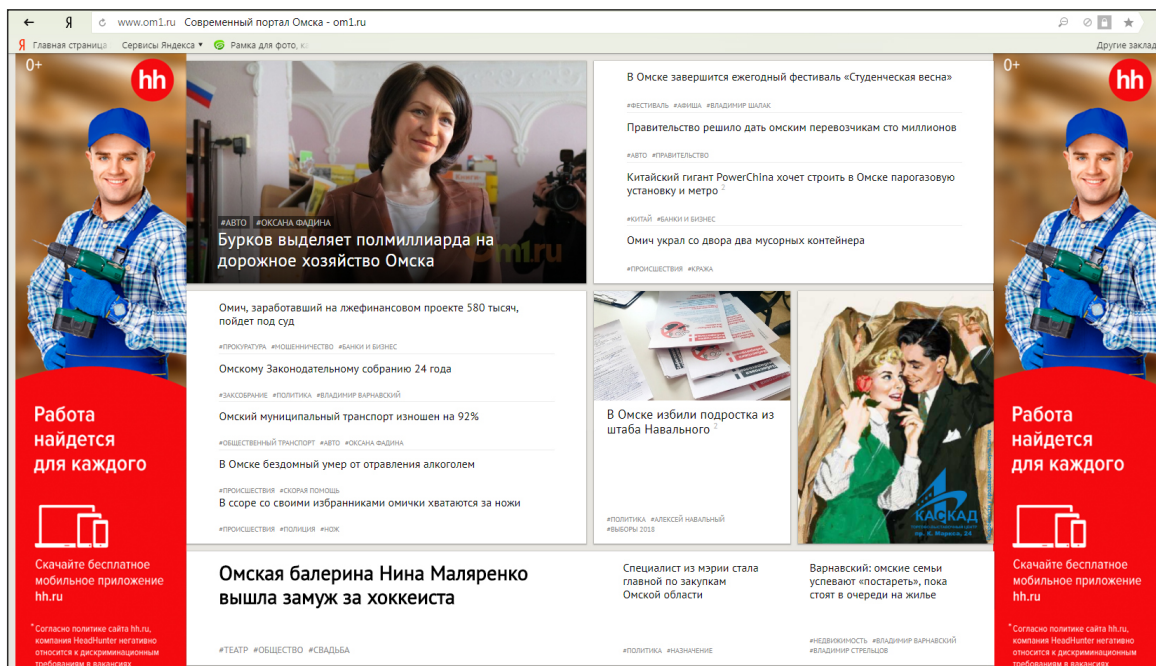 www.om1.ru Современный портал Омска - om1.ru
Я Главная страница Сервисы Яндекса Рамка для фото,
Другие заклад
0+
hh
Работа
найдется
для каждого
Скачайте бесплатное
мобильное приложение
hh.ru
*Согласно политике сайта hh.ru,
компания HeadHunter негативно
относится к дискриминационным
требованиям в вакансиях
#АВТО #ОКСАНА ФАДИНА
Бурков выделяет полмиллиарда на
дорожное хозяйство Омска
Om1.ru
В Омске завершится ежегодный фестиваль «Студенческая весна»
#ФЕСТИВАЛЬ #АФИША #ВЛАДИМИР ШАЛАК
Правительство решило дать омским перевозчикам сто миллионов
#АВТО #ПРАВИТЕЛЬСТВО
Китайский гигант PowerChina хочет строить в Омске парогазовую
установку и метро 2
#КИТАЙ #БАНКИ И БИЗНЕС
Омич украл со двора два мусорных контейнера
#ПРОИСШЕСТВИЯ #КРАЖА
Омич, заработавший на лжефинансовом проекте 580 тысяч,
пойдет под суд
#ПРОКУРАТУРА #МОШЕННИЧЕСТВО #БАНКИ И БИЗНЕС
Омскому Законодательному собранию 24 года
#ЗАКСОБРАНИЕ #ПОЛИТИКА #ВЛАДИМИР ВАРНАВСКИЙ
Омский муниципальный транспорт изношен на 92%
#ОБЩЕСТВЕННЫЙ ТРАНСПОРТ #АВТО #ОКСАНА ФАДИНА
В Омске бездомный умер от отравления алкоголем
#ПРОИСШЕСТВИЯ #СКОРАЯ ПОМОЩЬ
В ссоре со своими избранниками омички хватаются за ножи
#ПРОИСШЕСТВИЯ #ПОЛИЦИЯ #НОЖ
В Омске избили подростка из
штаба Навального 2
#ПОЛИТИКА #АЛЕКСЕЙ НАВАЛЬНЫЙ
#ВЫБОРЫ 2018
КАСКАД
пр. К. Маркса, 24
Омская балерина Нина Маляренко
вышла замуж за хоккеиста
#ТЕАТР #ОБЩЕСТВО #СВАДЬБА
Специалист из мэрии стала
главной по закупкам
Омской области
#ПОЛИТИКА #НАЗНАЧЕНИЕ
Варнавский: омские семьи
успевают «постареть», пока
стоят в очереди на жилье
#НЕДВИЖИМОСТЬ #ВЛАДИМИР ВАРНАВСКИЙ
#ВЛАДИМИР СТРЕЛЬЦОВ
0+
hh
Работа
найдется
для каждого
Скачайте бесплатное
мобильное приложение
hh.ru
*Согласно политике сайта hh.ru,
компания HeadHunter негативно
относится к дискриминационным
требованиям в вакансиях